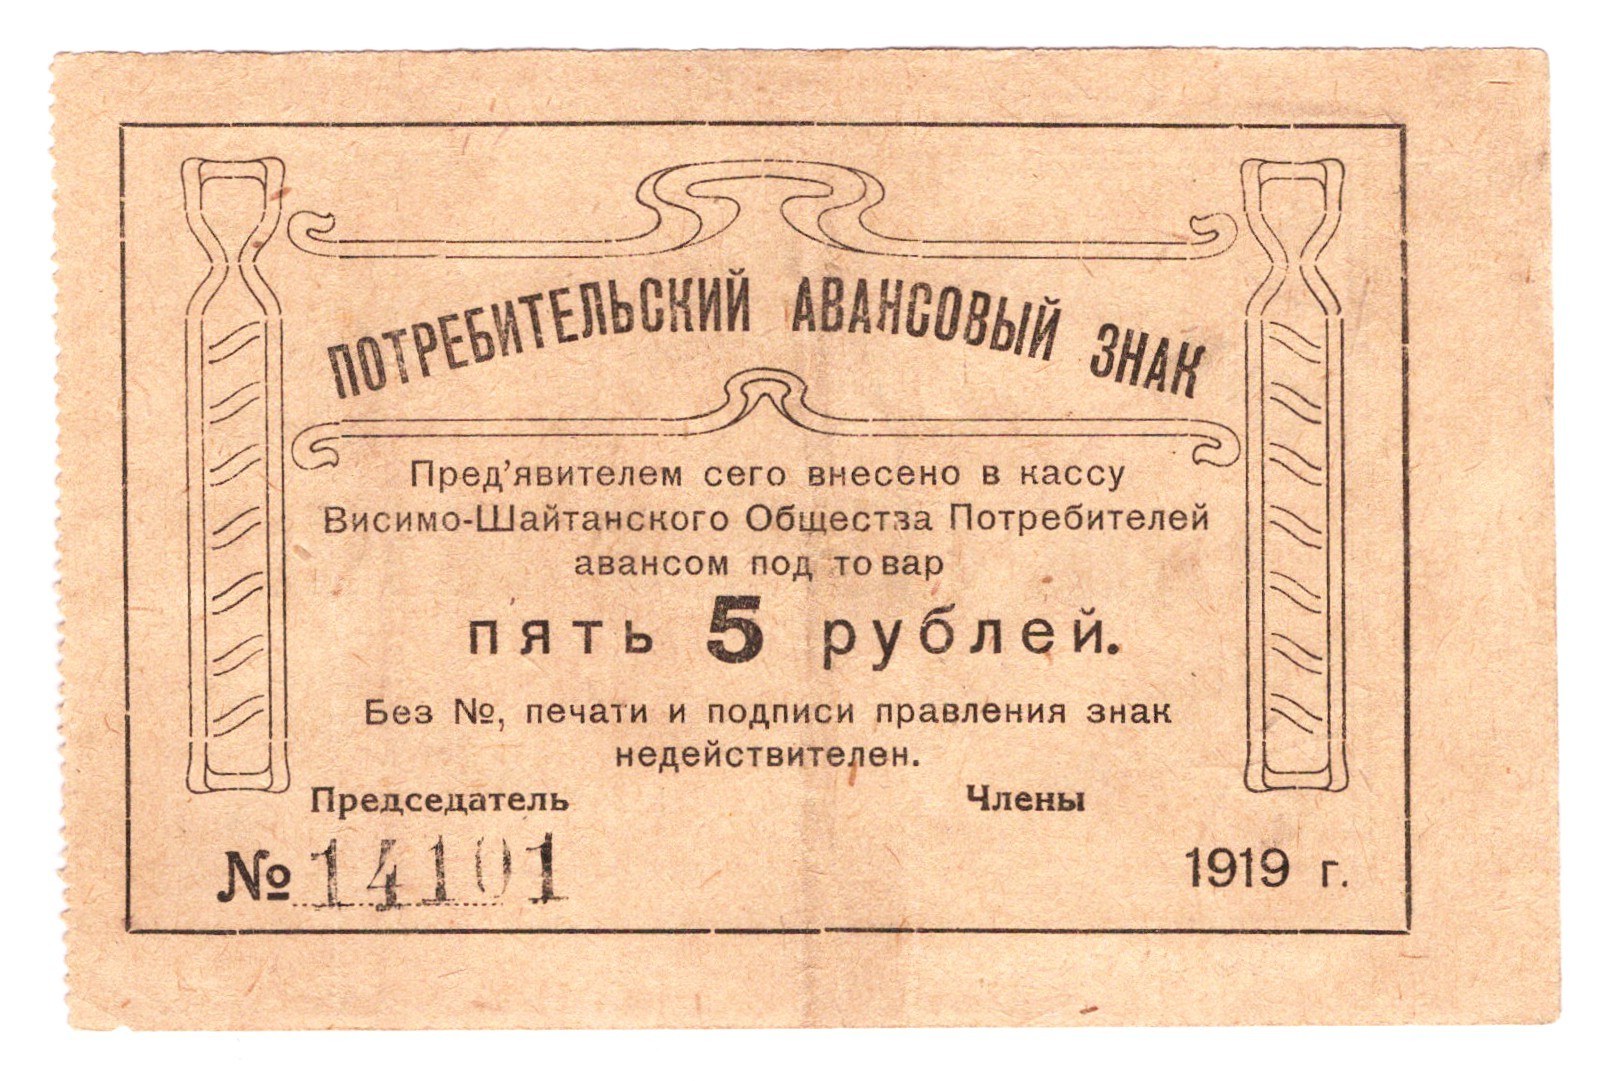 ПОТРЕБИТЕЛЬСКИЙ АВАНСОВЫЙ ЗНАК
Пред’явителем сего внесено в кассу
Висимо-Шайтанского Общества Потребителей
авансом под товар
пять 5 рублей.
Без №, печати и подписи правления знак
недействителен.
Председатель Члены
№ 14101 1919 г.